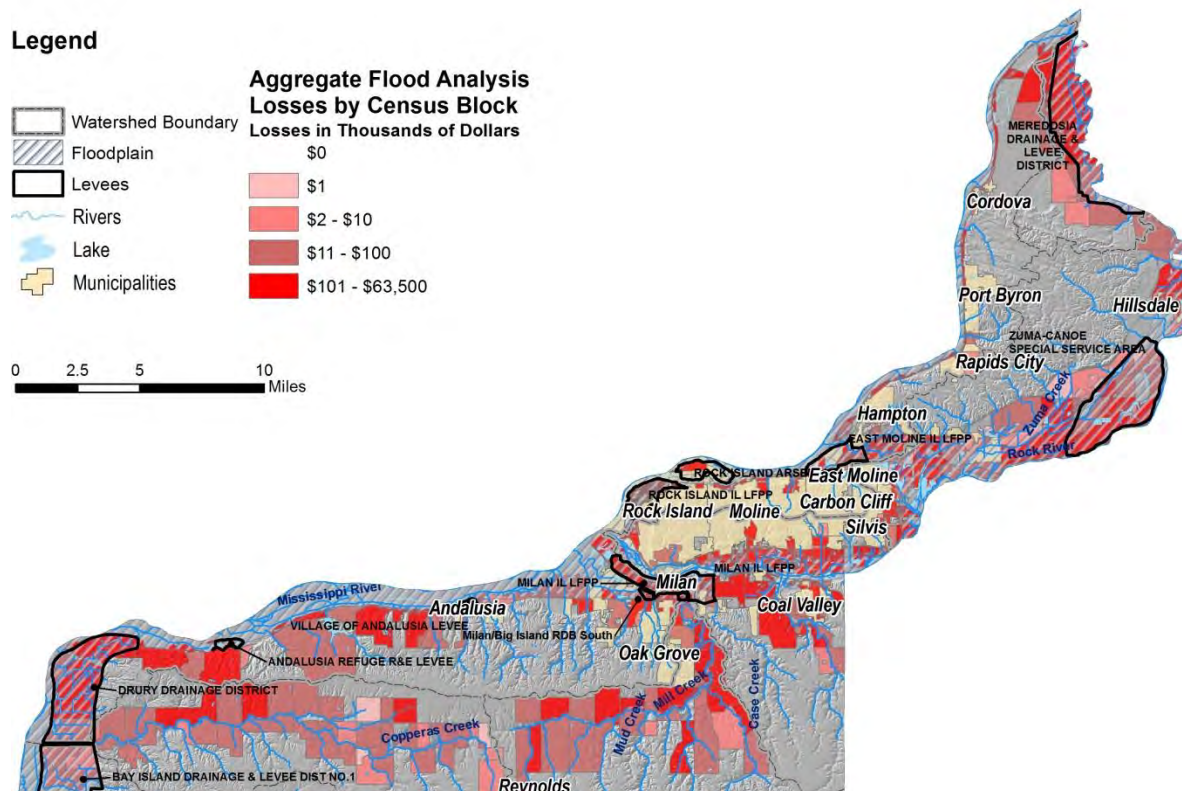 Legend
Watershed Boundary
Floodplain
Levees
Rivers
Lake
Municipalities
Aggregate Flood Analysis
Losses by Census Block
Losses in Thousands of Dollars
$0
$1
$2 - $10
$11 - $100
$101 - $63,500
0 2.5 5 10
Miles
MEREDOSIA
DRAINAGE &
LEVEE
DISTRICT
Cordova
Port Byron
Hillsdale
ZUMA-CANOE
SPECIAL SERVICE AREA
Rapids City
Zuma Creek
Hampton
EAST MOLINE IL LFPP
Rock River
ROCK ISLAND
East Moline
ROCK ISLAND IL LFPP
Carbon Cliff
Rock Island
Moline
Silvis
MILAN IL LFPP
MILAN IL LFPP
Milan
Mississippi River
Andalusia
Coal Valley
VILLAGE OF ANDALUSIA LEVEE
Milan/Big Island RDB South
Oak Grove
ANDALUSIA REFUGE R&E LEVEE
DRURY DRAINAGE DISTRICT
Mill Creek
Case Creek
Mud Creek
Copperas Creek
BAY ISLAND DRAINAGE & LEVEE DIST NO.1
Reynolds